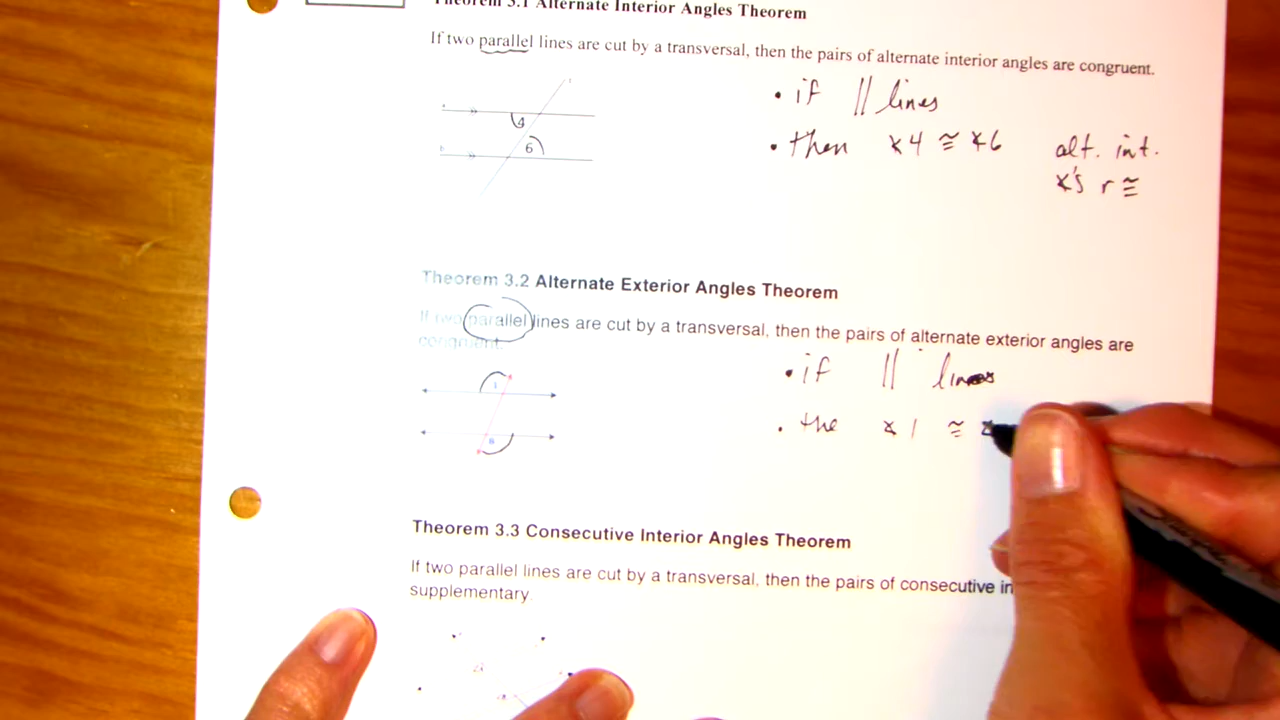 Theorem 3.1 Alternate Interior Angles Theorem
If two parallel lines are cut by a transversal, then the pairs of alternate interior angles are congruent.
• if || lines
4
• then ∡4 ≅ ∡6 alt. int.
6
∡'s r ≅
Theorem 3.2 Alternate Exterior Angles Theorem
If two parallel lines are cut by a transversal, then the pairs of alternate exterior angles are
congruent.
• if || lines
1
• the ∡1 ≅
Theorem 3.3 Consecutive Interior Angles Theorem
If two parallel lines are cut by a transversal, then the pairs of consecutive in
supplementary